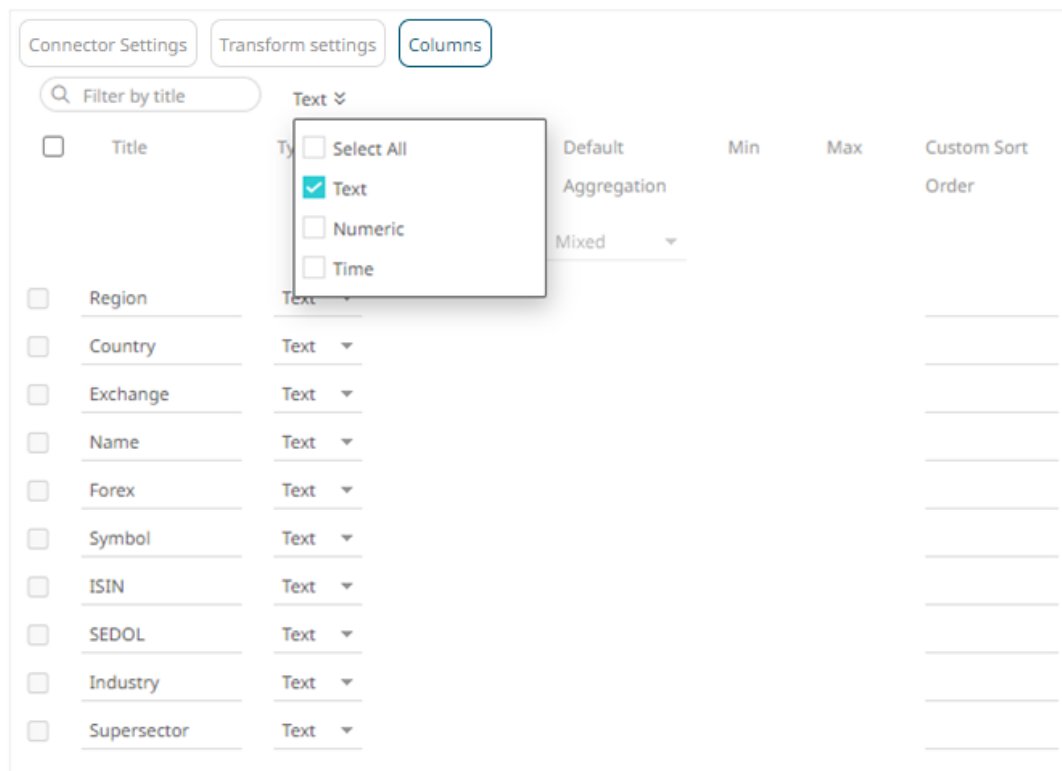 Connector Settings Transform settings Columns
Filter by title Text
Title Ty Select All Default Min Max Custom Sort
Text Aggregation Order
Numeric Mixed
Time
Region Text
Country Text
Exchange Text
Name Text
Forex Text
Symbol Text
ISIN Text
SEDOL Text
Industry Text
Supersector Text